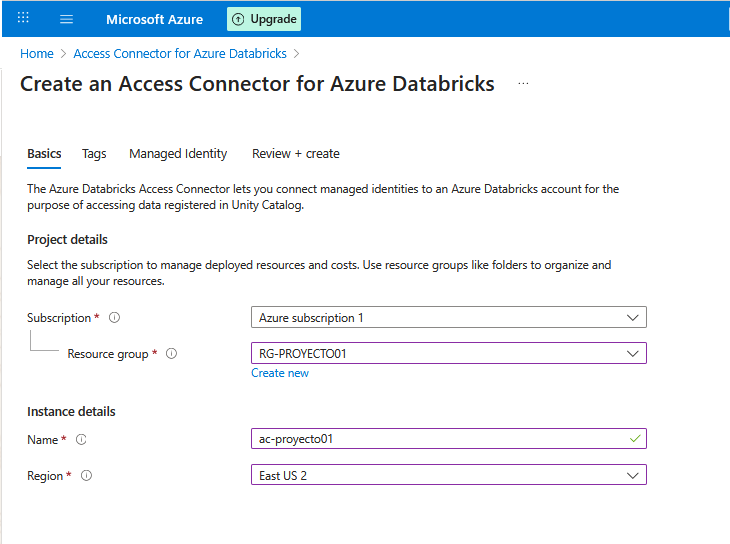 Microsoft Azure
Upgrade
Home > Access Connector for Azure Databricks >
Create an Access Connector for Azure Databricks ...
Basics Tags Managed Identity Review + create
The Azure Databricks Access Connector lets you connect managed identities to an Azure Databricks account for the
purpose of accessing data registered in Unity Catalog.
Project details
Select the subscription to manage deployed resources and costs. Use resource groups like folders to organize and
manage all your resources.
Subscription * Azure subscription 1
Resource group * RG-PROYECTO01
Create new
Instance details
Name * ac-proyecto01
Region * East US 2